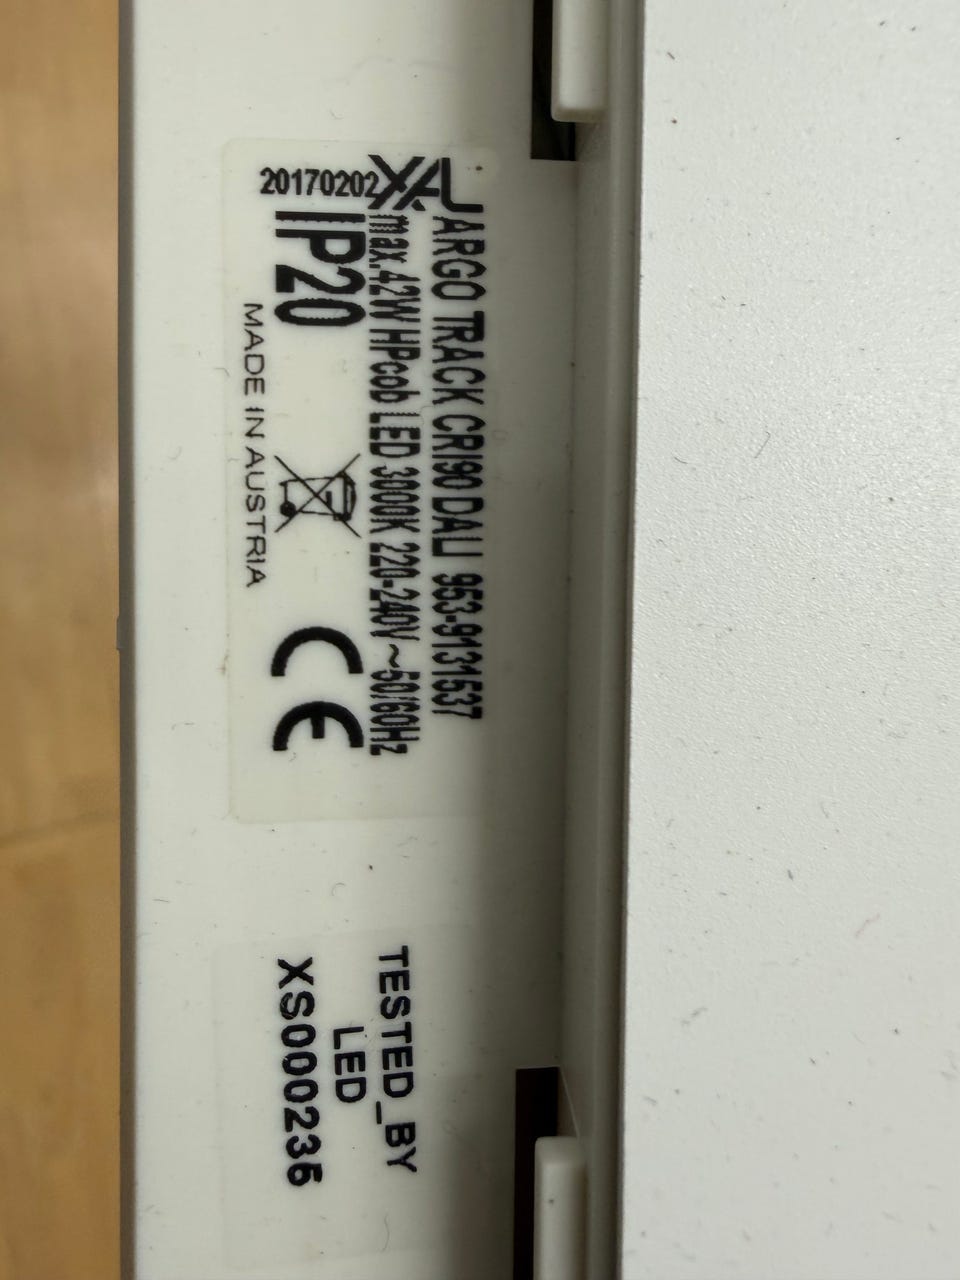 XAL
ARGO TRACK CRI90 DALI 953-9131537
max.42W HPcob LED 3000K 220-240V ~50/60Hz
20170202
IP20
CE
MADE IN AUSTRIA
TESTED_BY
LED
XS000236